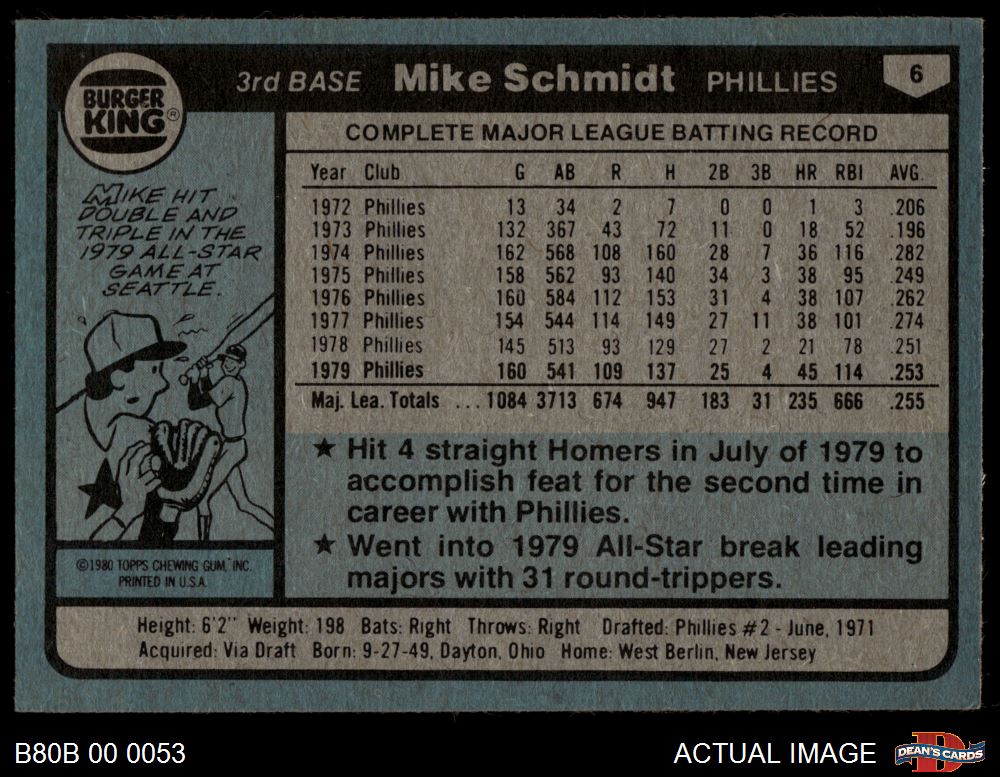 BURGER
KING®
3rd BASE Mike Schmidt PHILLIES 6
MIKE HIT
DOUBLE AND
TRIPLE IN THE
1979 ALL-STAR
GAME AT
SEATTLE.
©1980 TOPPS CHEWING GUM, INC.
PRINTED IN U.S.A.
COMPLETE MAJOR LEAGUE BATTING RECORD
Year Club G AB R H 2B 3B HR RBI AVG.
1972 Phillies 13 34 2 7 0 0 1 3 .206
1973 Phillies 132 367 43 72 11 0 18 52 .196
1974 Phillies 162 568 108 160 28 7 36 116 .282
1975 Phillies 158 562 93 140 34 3 38 95 .249
1976 Phillies 160 584 112 153 31 4 38 107 .262
1977 Phillies 154 544 114 149 27 11 38 101 .274
1978 Phillies 145 513 93 129 27 2 21 78 .251
1979 Phillies 160 541 109 137 25 4 45 114 .253
Maj. Lea. Totals ...1084 3713 674 947 183 31 235 666 .255
★ Hit 4 straight Homers in July of 1979 to
accomplish feat for the second time in
career with Phillies.
★ Went into 1979 All-Star break leading
majors with 31 round-trippers.
Height: 6'2" Weight: 198 Bats: Right Throws: Right Drafted: Phillies #2 - June, 1971
Acquired: Via Draft Born: 9-27-49, Dayton, Ohio Home: West Berlin, New Jersey
B80B 00 0053
ACTUAL IMAGE
D
DEAN'S CARDS